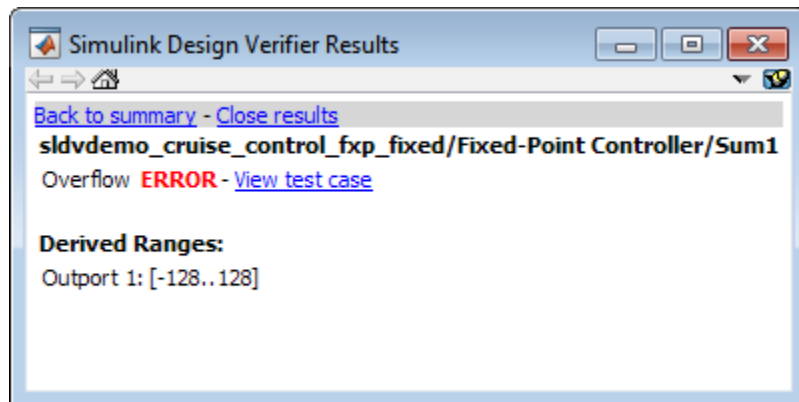 Simulink Design Verifier Results
Back to summary - Close results
sldvdemo_cruise_control_fxp_fixed/Fixed-Point Controller/Sum1
Overflow ERROR - View test case
Derived Ranges:
Outport 1: [-128..128]